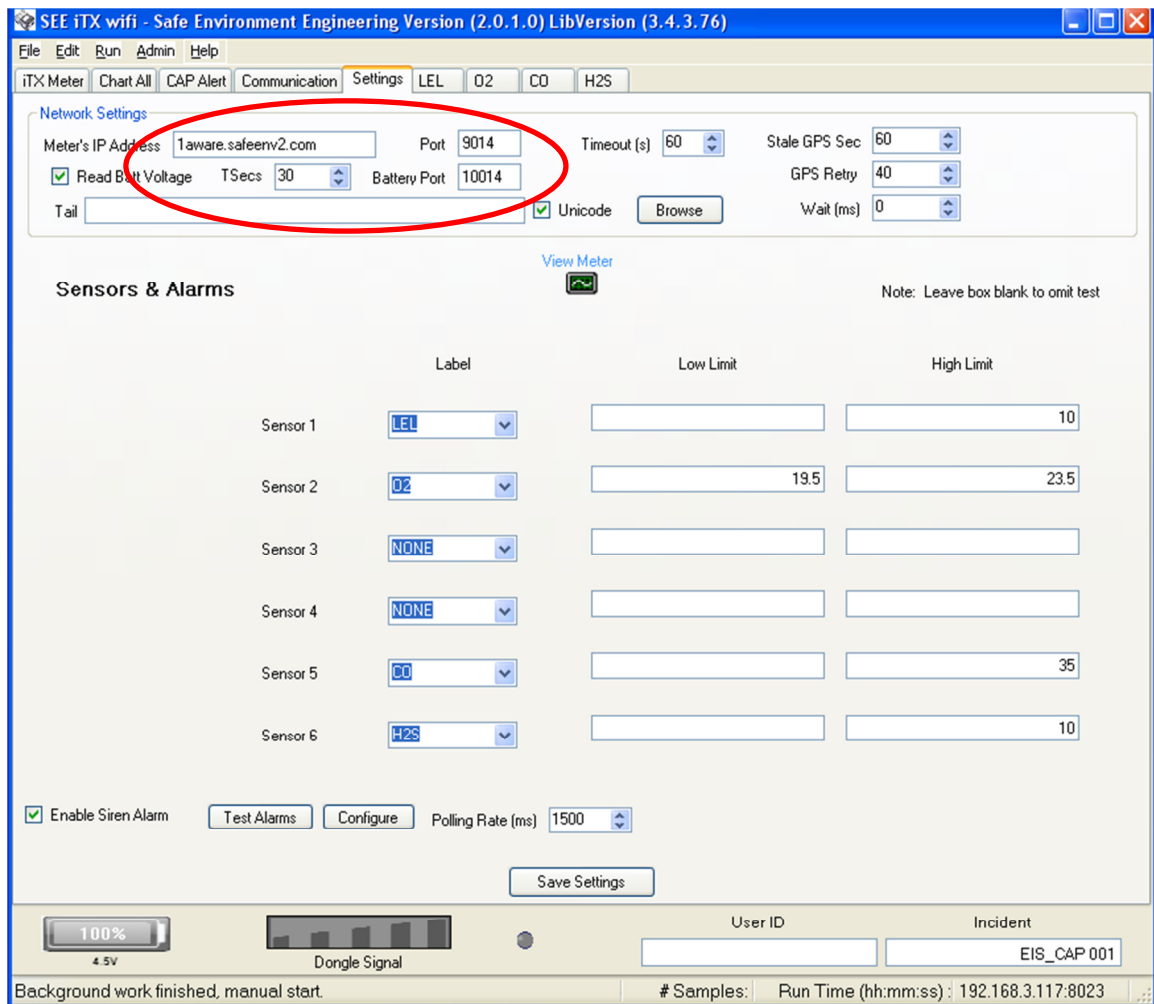 SEE iTX wifi - Safe Environment Engineering Version (2.0.1.0) LibVersion (3.4.3.76)
File Edit Run Admin Help
iTX Meter Chart All CAP Alert Communication Settings LEL O2 CO H2S
Network Settings
Meter's IP Address 1aware.safeenv2.com Port 9014 Timeout (s) 60 Stale GPS Sec 60
Read Batt Voltage TSecs 30 Battery Port 10014 GPS Retry 40
Tail Unicode Browse Wait (ms) 0
View Meter
Sensors & Alarms
Note: Leave box blank to omit test
Label Low Limit High Limit
Sensor 1 LEL 10
Sensor 2 O2 19.5 23.5
Sensor 3 NONE
Sensor 4 NONE
Sensor 5 CO 35
Sensor 6 H2S 10
Enable Siren Alarm Test Alarms Configure Polling Rate (ms) 1500
Save Settings
User ID Incident
100%
EIS_CAP 001
4.5V
Dongle Signal
Background work finished, manual start. # Samples: Run Time (hh:mm:ss) : 192.168.3.117:8023